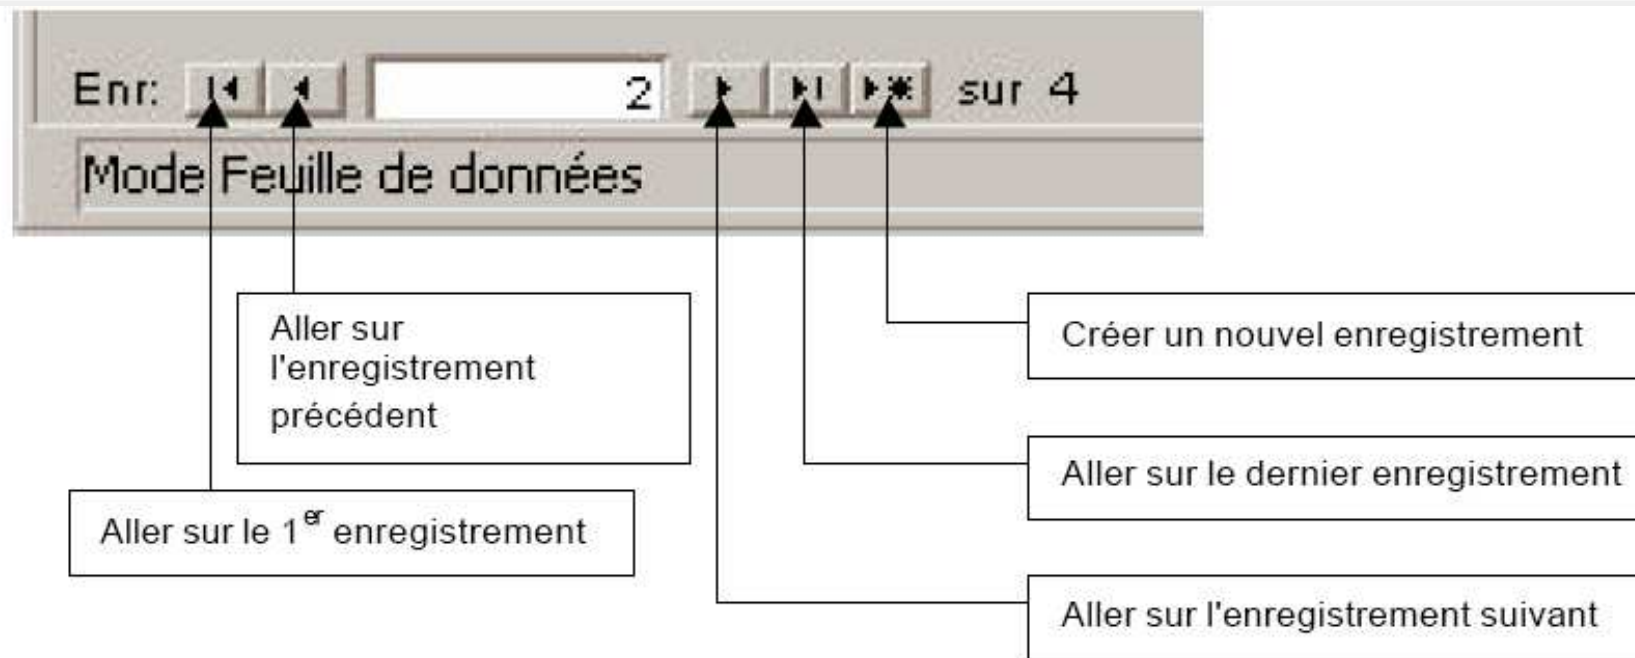 Enr: 2 sur 4
Mode Feuille de données
Aller sur
l'enregistrement
précédent
Créer un nouvel enregistrement
Aller sur le dernier enregistrement
Aller sur le 1er enregistrement
Aller sur l'enregistrement suivant